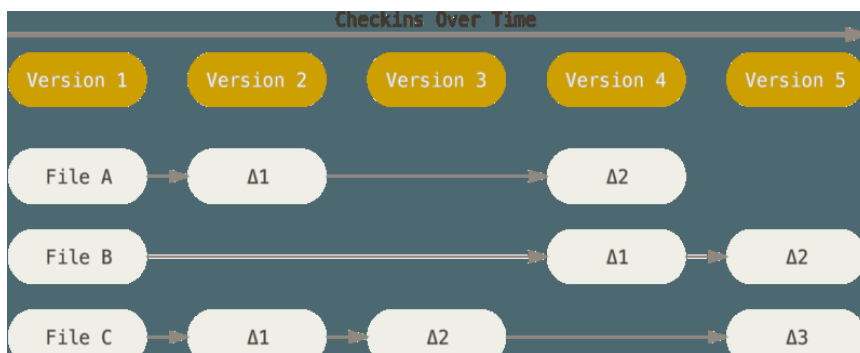 Checkins Over Time
Version 1 Version 2 Version 3 Version 4 Version 5
File A Δ1 Δ2
File B Δ1 Δ2
File C Δ1 Δ2 Δ3